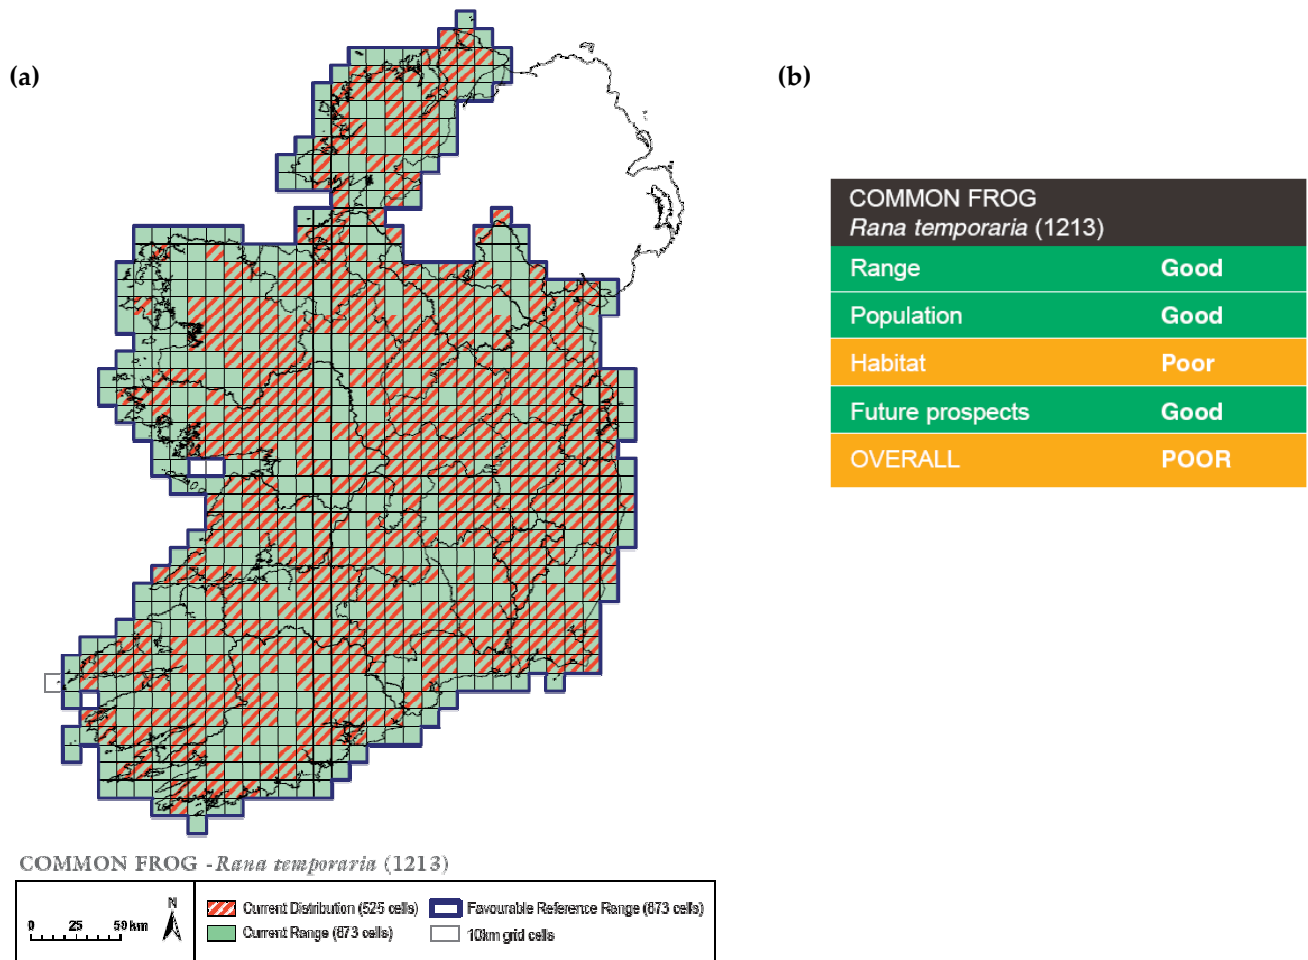 (a)
(b)
COMMON FROG
Rana temporaria (1213)
Range Good
Population Good
Habitat Poor
Future prospects Good
OVERALL POOR
COMMON FROG - Rana temporaria (1213)
0 25 50 km
N
Current Distribution (525 cells)
Current Range (873 cells)
Favourable Reference Range (873 cells)
10km grid cells